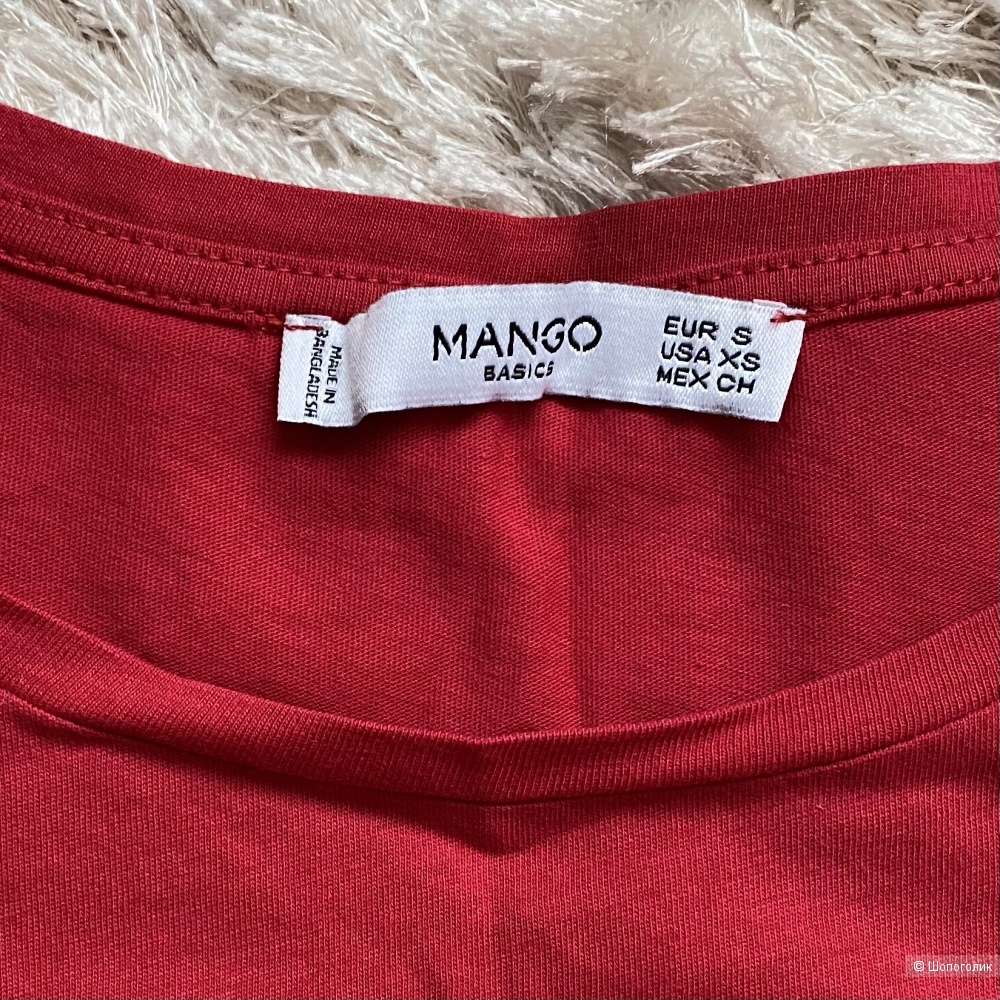 MADE IN
BANGLADESH
MANGO
BASICS
EUR S
USA XS
MEX CH
© Шопоголик